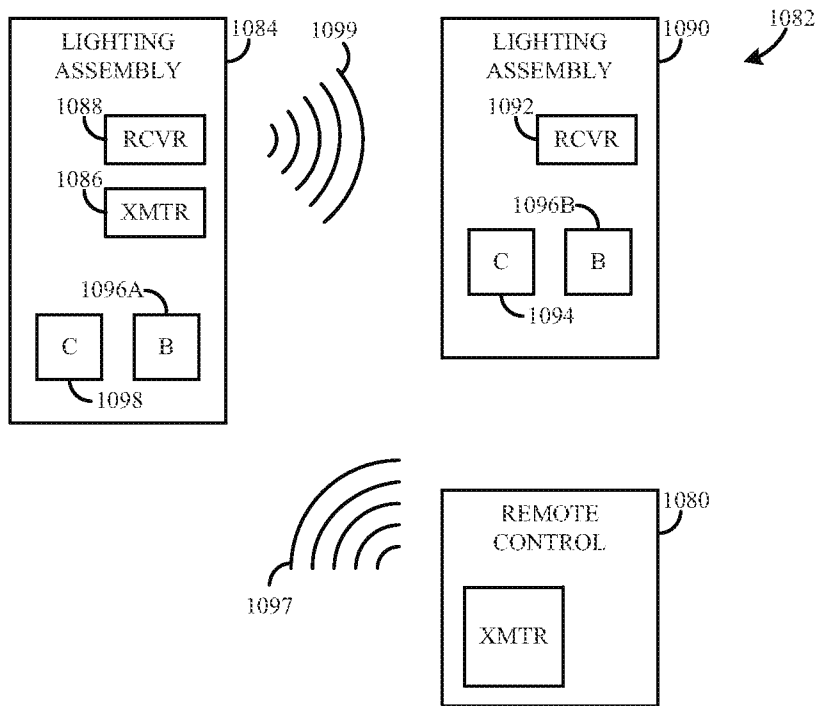 LIGHTING
ASSEMBLY
1084
1088
RCVR
1086
XMTR
1096A
C
B
1098
1099
LIGHTING
ASSEMBLY
1090
1082
1092
RCVR
1096B
C
B
1094
1097
REMOTE
CONTROL
1080
XMTR